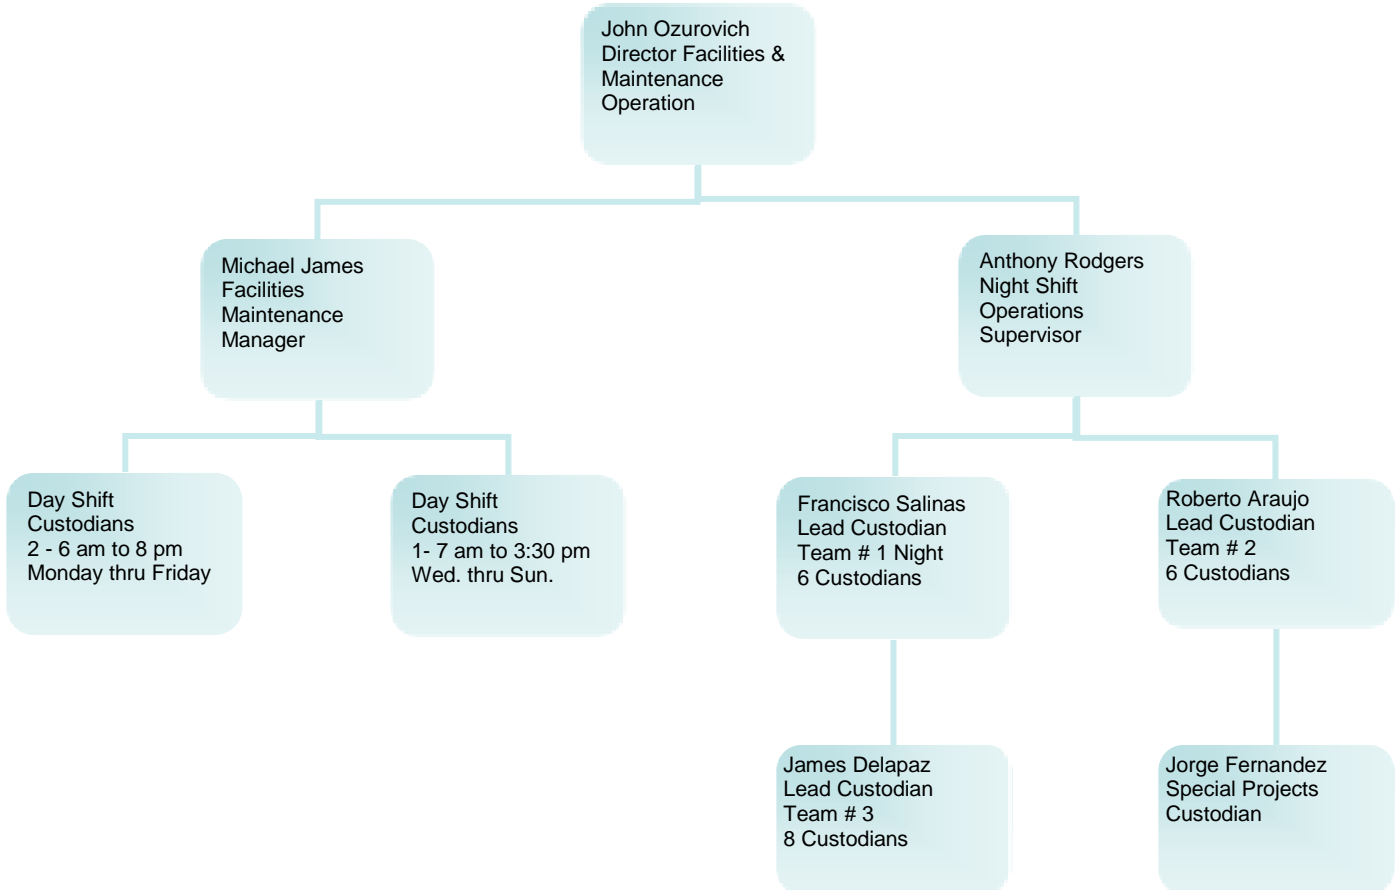 John Ozurovich
Director Facilities &
Maintenance
Operation
Michael James
Facilities
Maintenance
Manager
Anthony Rodgers
Night Shift
Operations
Supervisor
Day Shift
Custodians
2 - 6 am to 8 pm
Monday thru Friday
Day Shift
Custodians
1- 7 am to 3:30 pm
Wed. thru Sun.
Francisco Salinas
Lead Custodian
Team # 1 Night
6 Custodians
Roberto Araujo
Lead Custodian
Team # 2
6 Custodians
James Delapaz
Lead Custodian
Team # 3
8 Custodians
Jorge Fernandez
Special Projects
Custodian